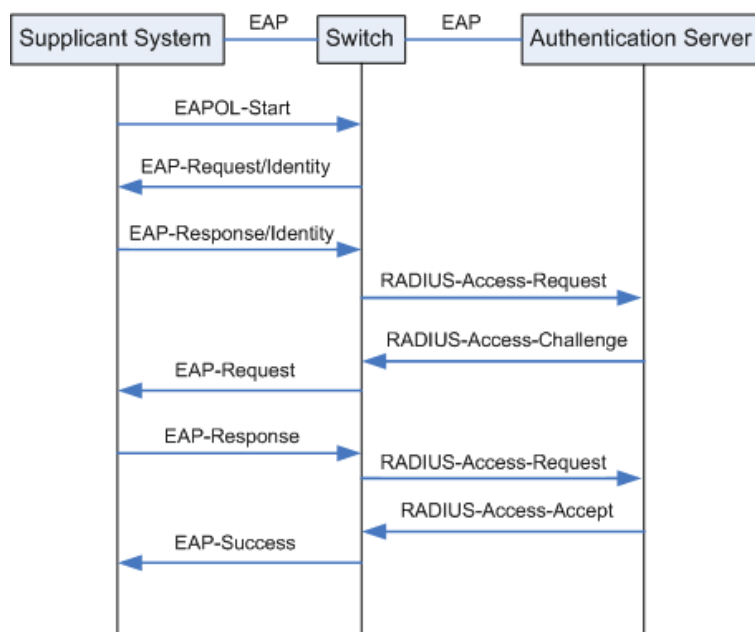 EAP
EAP
Supplicant System
Switch
Authentication Server
EAPOL-Start
EAP-Request/Identity
EAP-Response/Identity
RADIUS-Access-Request
RADIUS-Access-Challenge
EAP-Request
EAP-Response
RADIUS-Access-Request
RADIUS-Access-Accept
EAP-Success